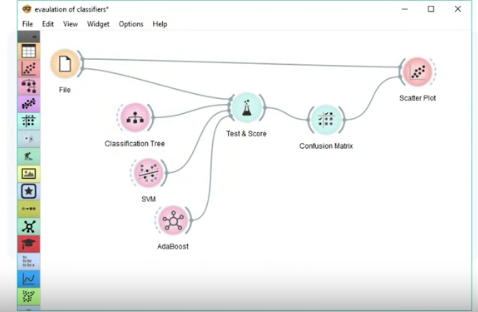 evaulation of classifiers*
File Edit View Widget Options Help
File
Scatter Plot
Test & Score
Classification Tree
Confusion Matrix
SVM
AdaBoost